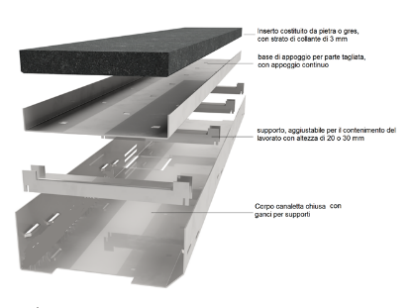 Inserto costituito da pietra o gres,
con strato di collante di 3 mm
base di appoggio per parte tagliata,
con appoggio continuo
supporto, aggiustabile per il contenimento del
lavorato con altezza di 20 o 30 mm
Corpo canaletta chiusa con
ganci per supporti